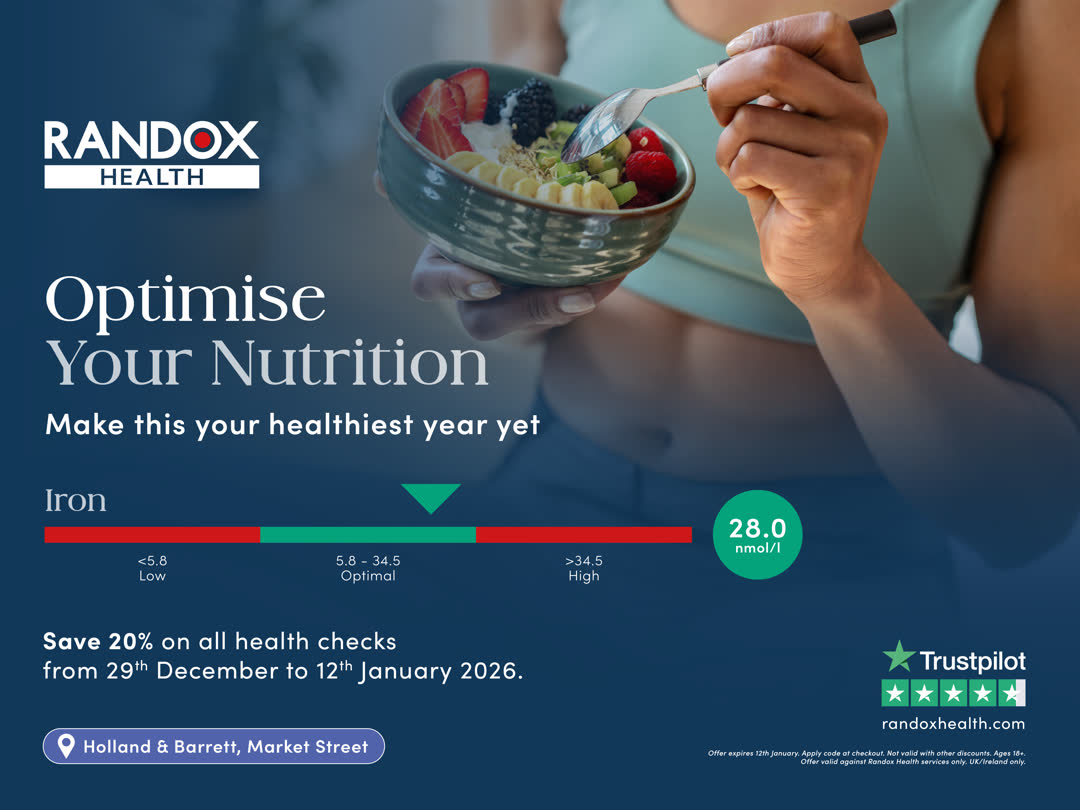 RANDOX
HEALTH
Optimise
Your Nutrition
Make this your healthiest year yet
Iron
28.0
nmol/l
<5.8
Low
5.8 - 34.5
Optimal
>34.5
High
Save 20% on all health checks
from 29th December to 12th January 2026.
Holland & Barrett, Market Street
Trustpilot
randoxhealth.com
Offer expires 12th January. Apply code at checkout. Not valid with other discounts. Ages 18+.
Offer valid against Randox Health services only. UK/Ireland only.